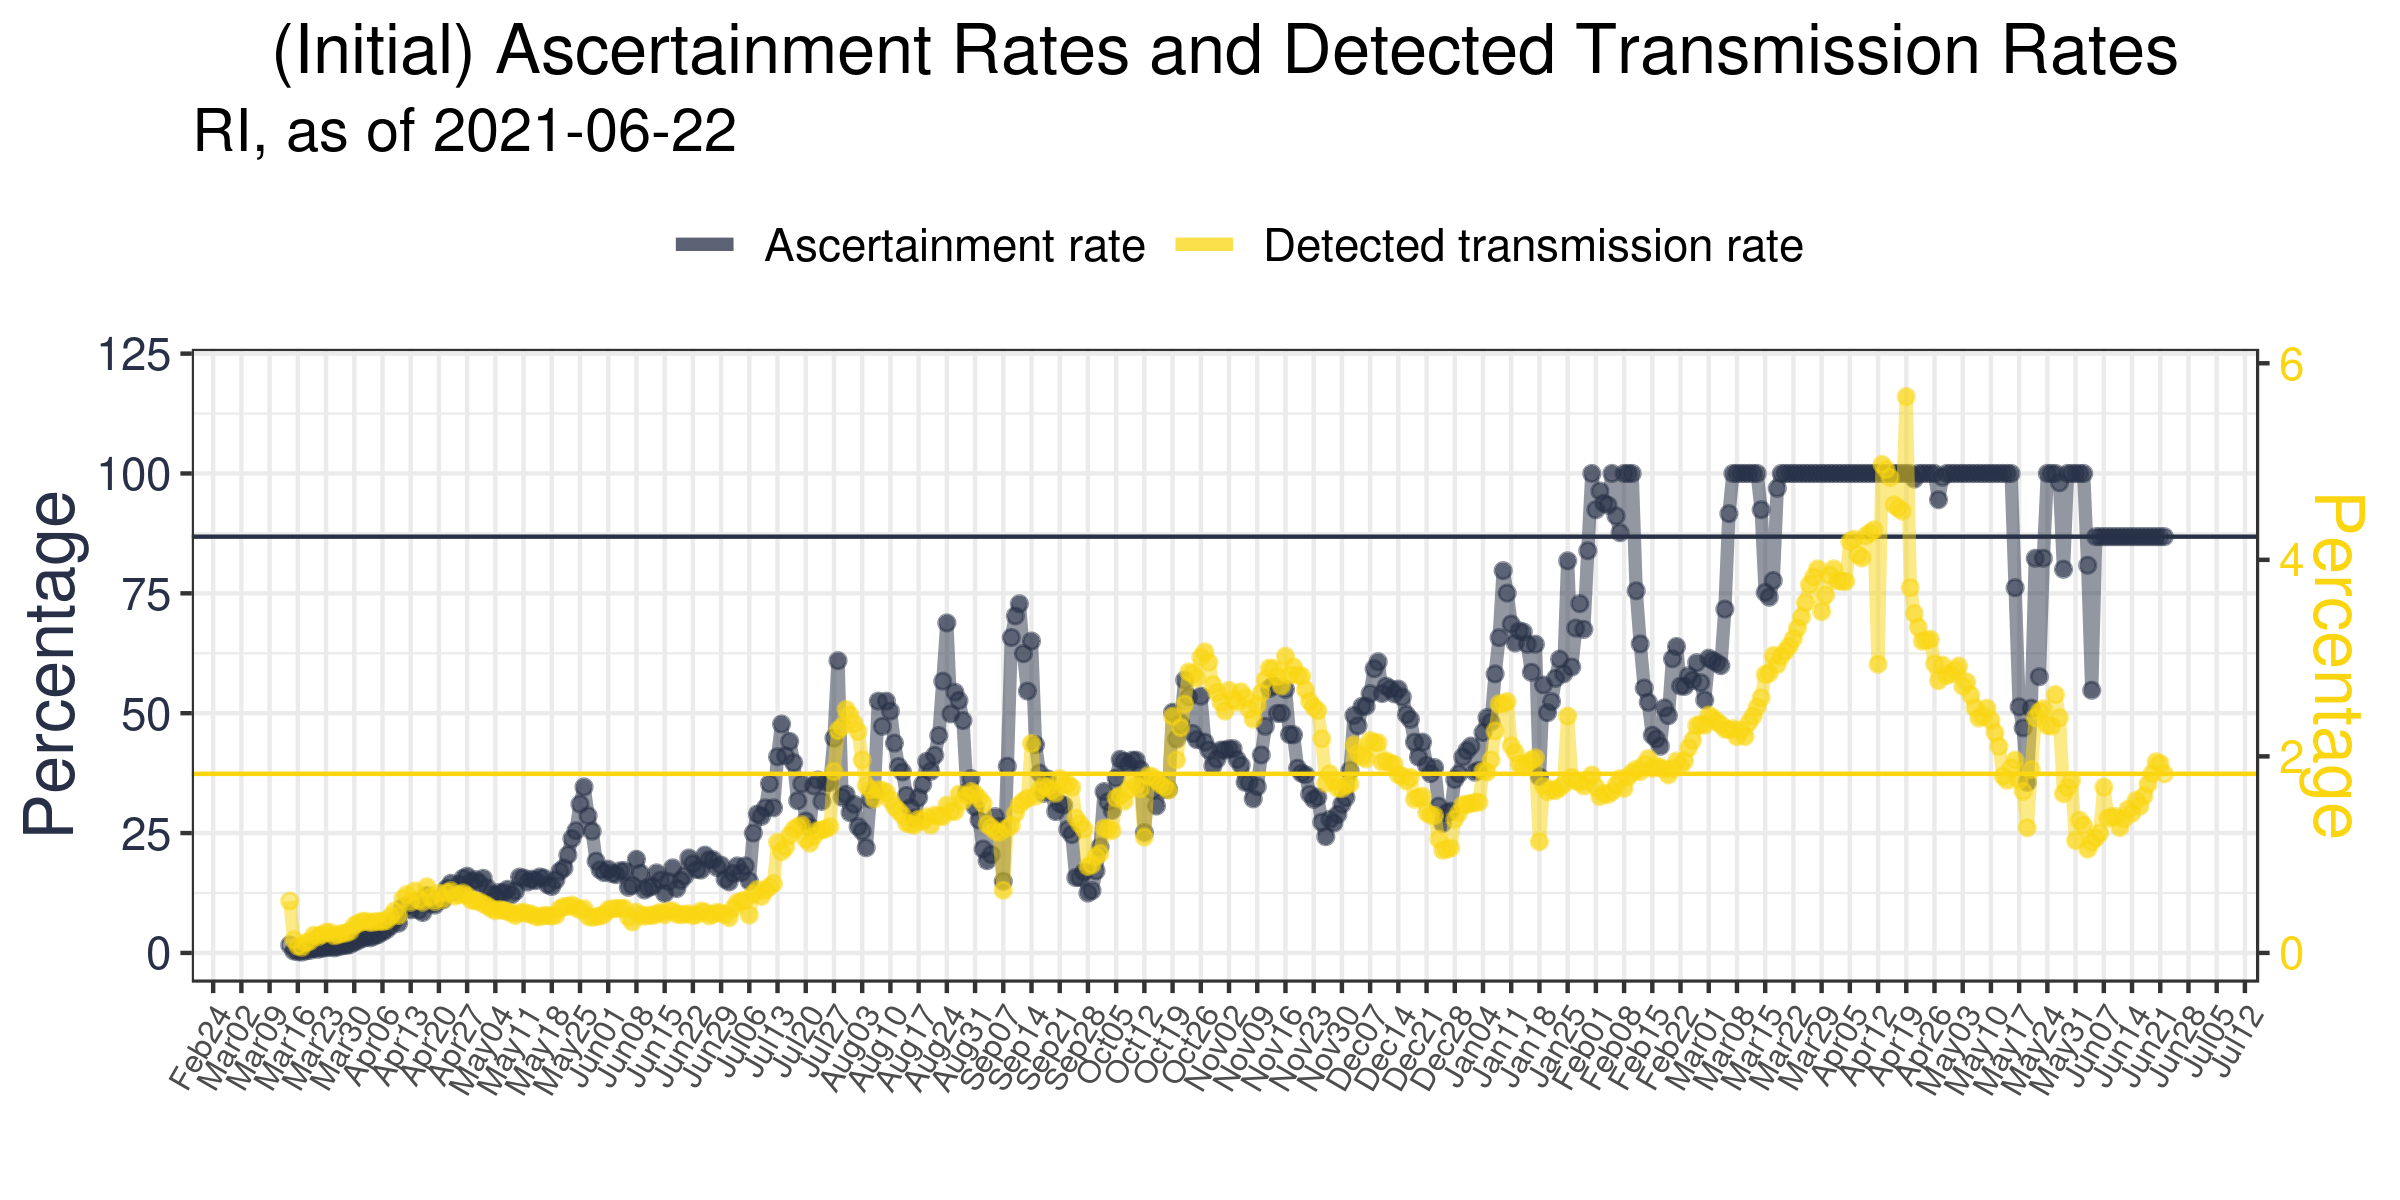 (Initial) Ascertainment Rates and Detected Transmission Rates
RI, as of 2021-06-22
Ascertainment rate
Detected transmission rate
Percentage
125
100
75
50
25
0
6
4
2
0
Percentage
Feb24
Mar02
Mar09
Mar16
Mar23
Mar30
Apr06
Apr13
Apr20
Apr27
May04
May11
May18
May25
Jun01
Jun08
Jun15
Jun22
Jun29
Jul06
Jul13
Jul20
Jul27
Aug03
Aug10
Aug17
Aug24
Aug31
Sep07
Sep14
Sep21
Sep28
Oct05
Oct12
Oct19
Oct26
Nov02
Nov09
Nov16
Nov23
Nov30
Dec07
Dec14
Dec21
Dec28
Jan04
Jan11
Jan18
Jan25
Feb01
Feb08
Feb15
Feb22
Mar01
Mar08
Mar15
Mar22
Mar29
Apr05
Apr12
Apr19
Apr26
May03
May10
May17
May24
May31
Jun07
Jun14
Jun21
Jun28
Jul05
Jul12